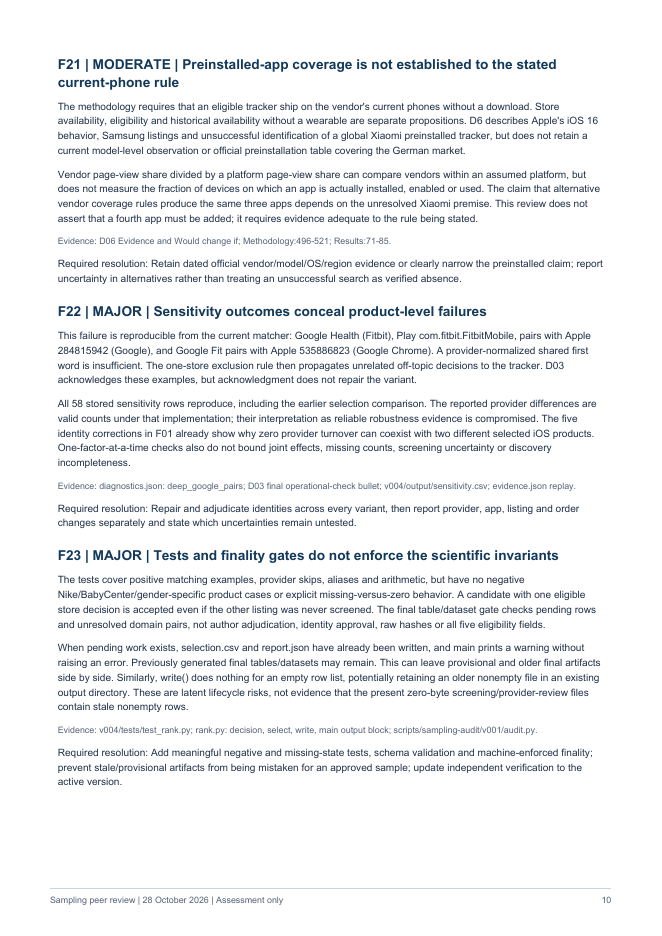 F21 | MODERATE | Preinstalled-app coverage is not established to the stated
current-phone rule
The methodology requires that an eligible tracker ship on the vendor's current phones without a download. Store
availability, eligibility and historical availability without a wearable are separate propositions. D6 describes Apple's iOS 16
behavior, Samsung listings and unsuccessful identification of a global Xiaomi preinstalled tracker, but does not retain a
current model-level observation or official preinstallation table covering the German market.
Vendor page-view share divided by a platform page-view share can compare vendors within an assumed platform, but
does not measure the fraction of devices on which an app is actually installed, enabled or used. The claim that alternative
vendor coverage rules produce the same three apps depends on the unresolved Xiaomi premise. This review does not
assert that a fourth app must be added; it requires evidence adequate to the rule being stated.
Evidence: D06 Evidence and Would change if; Methodology:496-521; Results:71-85.
Required resolution: Retain dated official vendor/model/OS/region evidence or clearly narrow the preinstalled claim; report
uncertainty in alternatives rather than treating an unsuccessful search as verified absence.
F22 | MAJOR | Sensitivity outcomes conceal product-level failures
This failure is reproducible from the current matcher: Google Health (Fitbit), Play com.fitbit.FitbitMobile, pairs with Apple
284815942 (Google), and Google Fit pairs with Apple 535886823 (Google Chrome). A provider-normalized shared first
word is insufficient. The one-store exclusion rule then propagates unrelated off-topic decisions to the tracker. D03
acknowledges these examples, but acknowledgment does not repair the variant.
All 58 stored sensitivity rows reproduce, including the earlier selection comparison. The reported provider differences are
valid counts under that implementation; their interpretation as reliable robustness evidence is compromised. The five
identity corrections in F01 already show why zero provider turnover can coexist with two different selected iOS products.
One-factor-at-a-time checks also do not bound joint effects, missing counts, screening uncertainty or discovery
incompleteness.
Evidence: diagnostics.json: deep_google_pairs; D03 final operational-check bullet; v004/output/sensitivity.csv; evidence.json replay.
Required resolution: Repair and adjudicate identities across every variant, then report provider, app, listing and order
changes separately and state which uncertainties remain untested.
F23 | MAJOR | Tests and finality gates do not enforce the scientific invariants
The tests cover positive matching examples, provider skips, aliases and arithmetic, but have no negative
Nike/BabyCenter/gender-specific product cases or explicit missing-versus-zero behavior. A candidate with one eligible
store decision is accepted even if the other listing was never screened. The final table/dataset gate checks pending rows
and unresolved domain pairs, not author adjudication, identity approval, raw hashes or all five eligibility fields.
When pending work exists, selection.csv and report.json have already been written, and main prints a warning without
raising an error. Previously generated final tables/datasets may remain. This can leave provisional and older final artifacts
side by side. Similarly, write() does nothing for an empty row list, potentially retaining an older nonempty file in an existing
output directory. These are latent lifecycle risks, not evidence that the present zero-byte screening/provider-review files
contain stale nonempty rows.
Evidence: v004/tests/test_rank.py; rank.py: decision, select, write, main output block; scripts/sampling-audit/v001/audit.py.
Required resolution: Add meaningful negative and missing-state tests, schema validation and machine-enforced finality;
prevent stale/provisional artifacts from being mistaken for an approved sample; update independent verification to the
active version.
Sampling peer review | 28 October 2026 | Assessment only
10